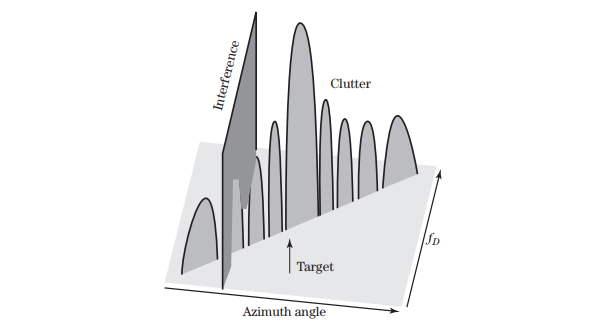 Interference
Clutter
f_D
Target
Azimuth angle